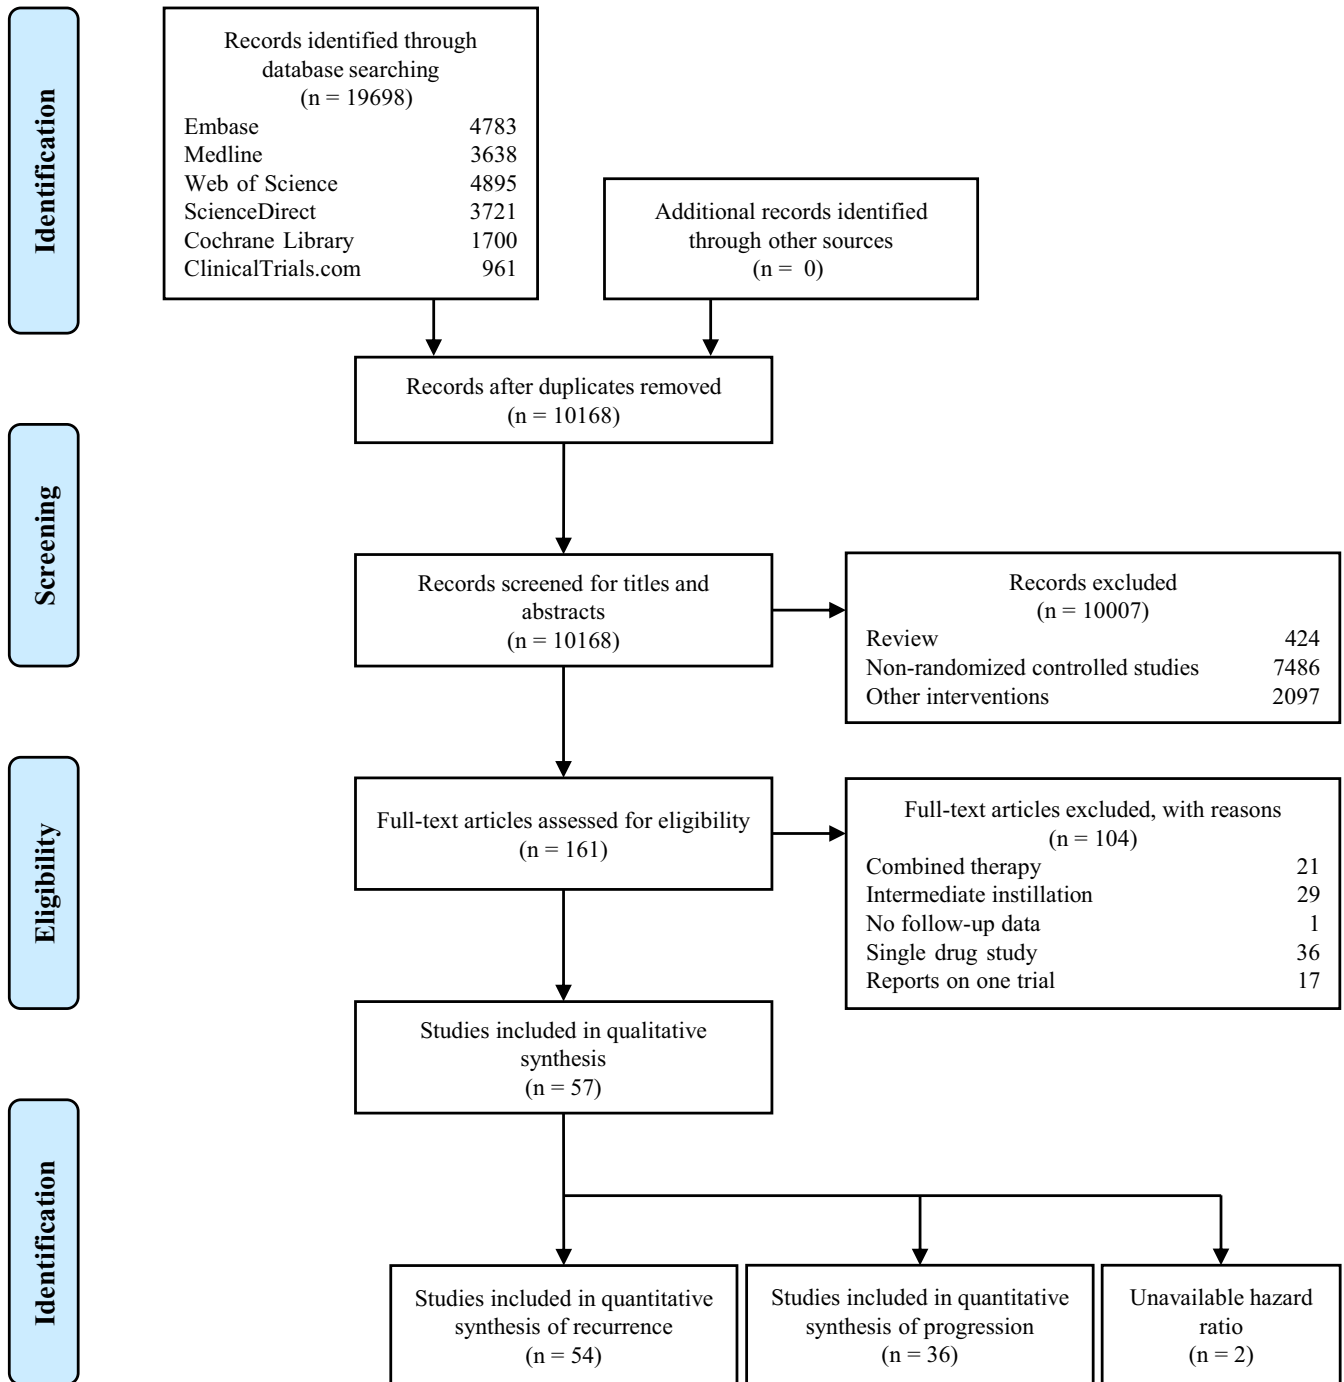 Identification
Records identified through
database searching
(n = 19698)
Embase 4783
Medline 3638
Web of Science 4895
ScienceDirect 3721
Cochrane Library 1700
ClinicalTrials.com 961
Additional records identified
through other sources
(n = 0)
Records after duplicates removed
(n = 10168)
Screening
Records screened for titles and
abstracts
(n = 10168)
Records excluded
(n = 10007)
Review 424
Non-randomized controlled studies 7486
Other interventions 2097
Eligibility
Full-text articles assessed for eligibility
(n = 161)
Full-text articles excluded, with reasons
(n = 104)
Combined therapy 21
Intermediate instillation 29
No follow-up data 1
Single drug study 36
Reports on one trial 17
Studies included in qualitative
synthesis
(n = 57)
Identification
Studies included in quantitative
synthesis of recurrence
(n = 54)
Studies included in quantitative
synthesis of progression
(n = 36)
Unavailable hazard
ratio
(n = 2)